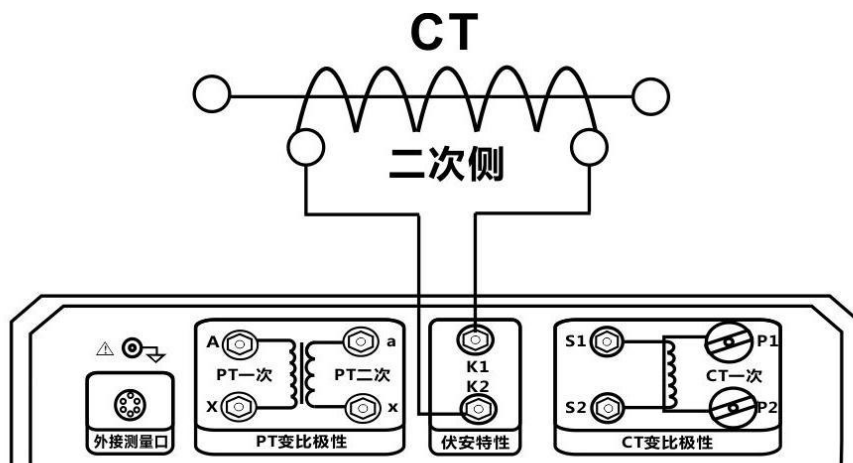 CT
二次侧
A
a
PT一次
PT二次
X
x
PT变比极性
外接测量口
K1
K2
伏安特性
S1
P1
CT一次
S2
P2
CT变比极性